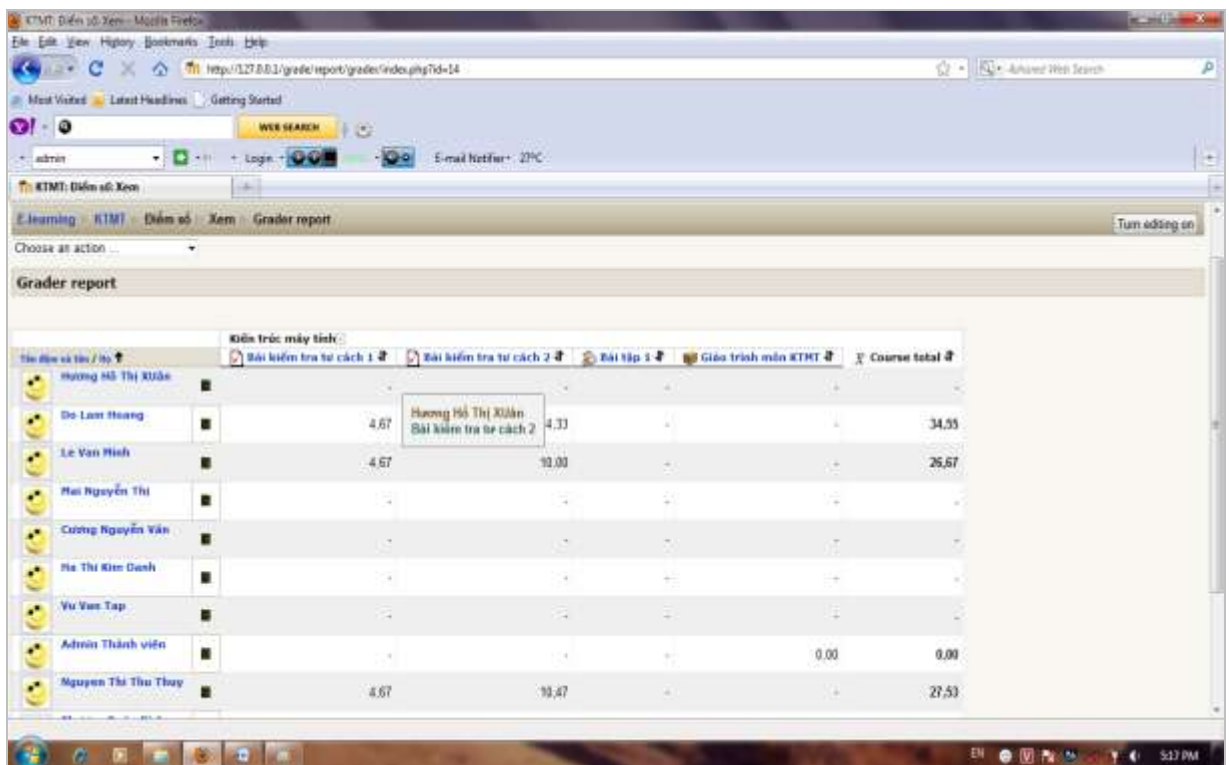 KTMT: Điểm số: Xem - Mozilla Firefox
File Edit View History Bookmarks Tools Help
http://127.0.0.1/grade/report/grader/index.php?id=14
Most Visited Latest Headlines Getting Started
WEB SEARCH
admin Login E-mail Notifier 27°C
KTMT: Điểm số: Xem
E-learning KTMT Điểm số Xem Grader report
Turn editing on
Choose an action ...
Grader report
Kiến trúc máy tính
Bài kiểm tra tư cách 1 Bài kiểm tra tư cách 2 Bài tập 1 Giáo trình môn KTMT Course total
Hương Hồ Thị XUân - - - - -
Do Lam Hoang 4,67 4,33 - - 34,55
Hương Hồ Thị XUân
Bài kiểm tra tư cách 2
Le Van Minh 4,67 10,00 - - 26,67
Mai Nguyễn Thi - - - - -
Cương Nguyễn Văn - - - - -
Ha Thi Kim Oanh - - - - -
Vu Van Tap - - - - -
Admin Thành viên - - - 0,00 0,00
Nguyen Thi Thu Thuy 4,67 10,47 - - 27,53
EN 5:17 PM